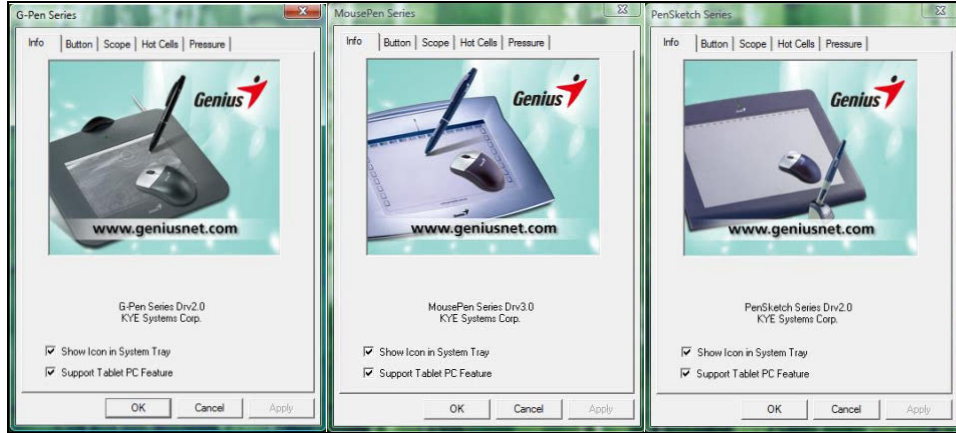 G-Pen Series
Info Button Scope Hot Cells Pressure
Genius
www.geniusnet.com
G-Pen Series Drv2.0
KYE Systems Corp.
Show Icon in System Tray
Support Tablet PC Feature
OK Cancel Apply
MousePen Series
Info Button Scope Hot Cells Pressure
Genius
www.geniusnet.com
MousePen Series Drv3.0
KYE Systems Corp.
Show Icon in System Tray
Support Tablet PC Feature
OK Cancel Apply
PenSketch Series
Info Button Scope Hot Cells Pressure
Genius
www.geniusnet.com
PenSketch Series Drv2.0
KYE Systems Corp.
Show Icon in System Tray
Support Tablet PC Feature
OK Cancel Apply